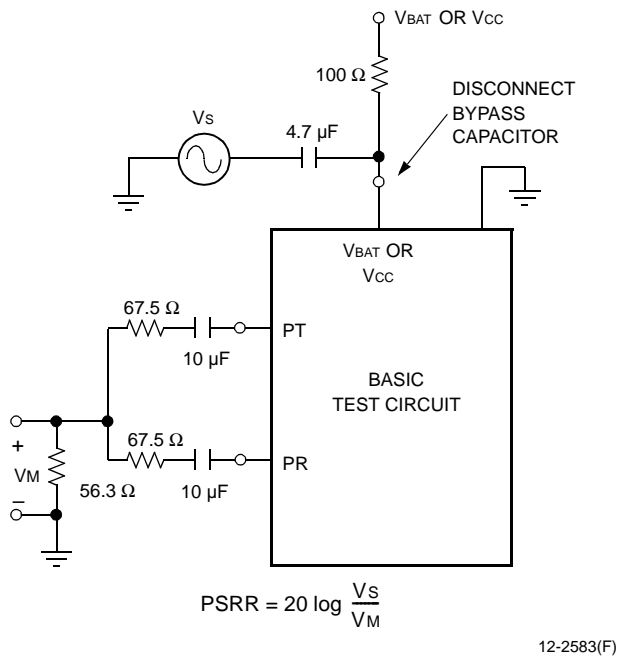 VBAT OR VCC
100 Ω
DISCONNECT
BYPASS
CAPACITOR
VS
4.7 µF
VBAT OR
VCC
67.5 Ω
10 µF
PT
BASIC
TEST CIRCUIT
67.5 Ω
10 µF
PR
+
VM
–
56.3 Ω
PSRR = 20 log VS
VM
12-2583(F)